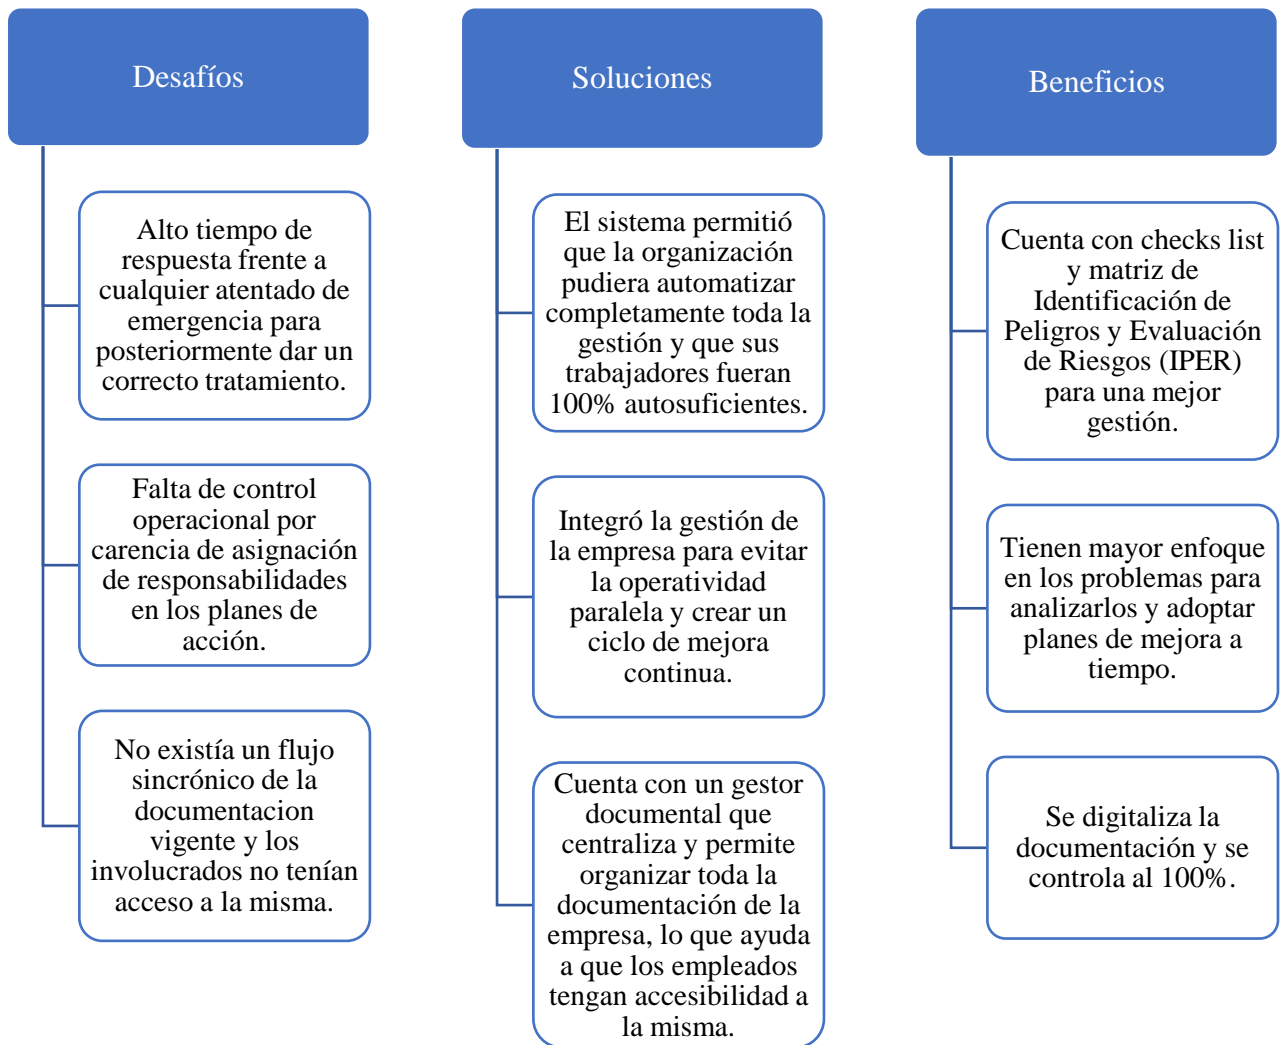 Desafíos
Alto tiempo de
respuesta frente a
cualquier atentado de
emergencia para
posteriormente dar un
correcto tratamiento.
Falta de control
operacional por
carencia de asignación
de responsabilidades
en los planes de
acción.
No existía un flujo
sincrónico de la
documentacion
vigente y los
involucrados no tenían
acceso a la misma.
Soluciones
El sistema permitió
que la organización
pudiera automatizar
completamente toda la
gestión y que sus
trabajadores fueran
100% autosuficientes.
Integró la gestión de
la empresa para evitar
la operatividad
paralela y crear un
ciclo de mejora
continua.
Cuenta con un gestor
documental que
centraliza y permite
organizar toda la
documentación de la
empresa, lo que ayuda
a que los empleados
tengan accesibilidad a
la misma.
Beneficios
Cuenta con checks list
y matriz de
Identificación de
Peligros y Evaluación
de Riesgos (IPER)
para una mejor
gestión.
Tienen mayor enfoque
en los problemas para
analizarlos y adoptar
planes de mejora a
tiempo.
Se digitaliza la
documentación y se
controla al 100%.